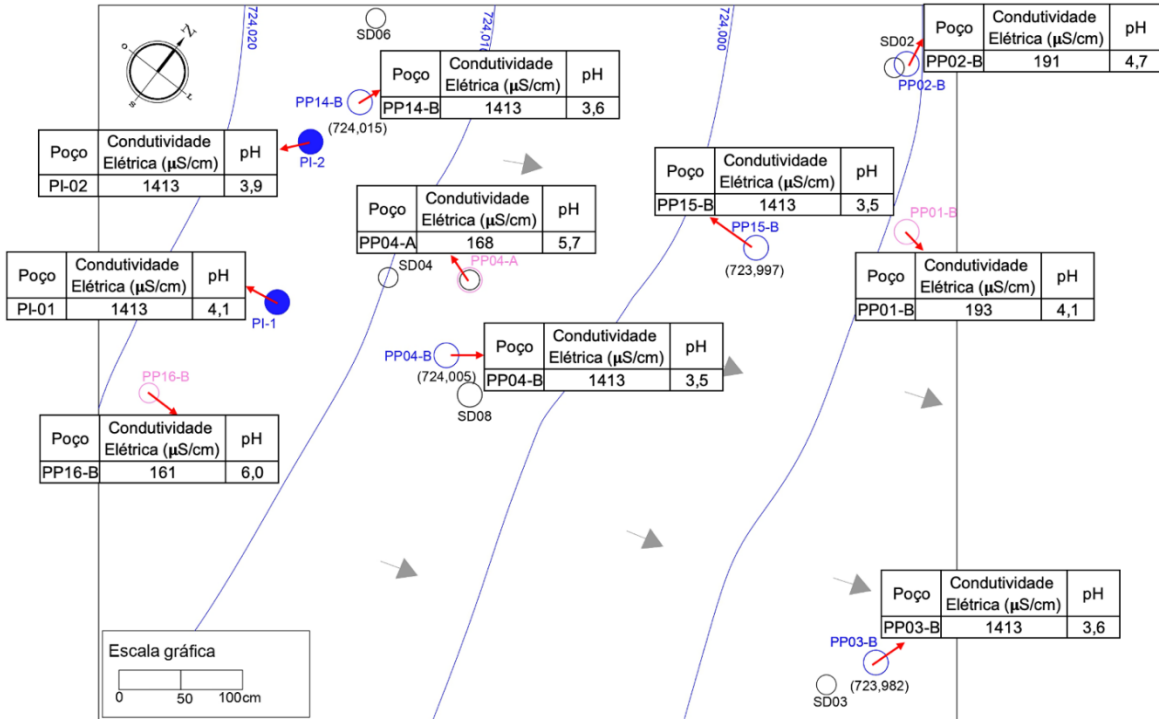 724,020
724,010
724,000
N
o
s
L
SD06
Poço Condutividade Elétrica (µS/cm) pH
PP14-B 1413 3,6
PP14-B
(724,015)
SD02
Poço Condutividade Elétrica (µS/cm) pH
PP02-B 191 4,7
PP02-B
Poço Condutividade Elétrica (µS/cm) pH
PI-02 1413 3,9
PI-2
Poço Condutividade Elétrica (µS/cm) pH
PP15-B 1413 3,5
PP15-B
(723,997)
Poço Condutividade Elétrica (µS/cm) pH
PP04-A 168 5,7
PP04-A
SD04
PP01-B
Poço Condutividade Elétrica (µS/cm) pH
PP01-B 193 4,1
Poço Condutividade Elétrica (µS/cm) pH
PI-01 1413 4,1
PI-1
PP04-B
(724,005)
Poço Condutividade Elétrica (µS/cm) pH
PP04-B 1413 3,5
SD08
PP16-B
Poço Condutividade Elétrica (µS/cm) pH
PP16-B 161 6,0
Poço Condutividade Elétrica (µS/cm) pH
PP03-B 1413 3,6
PP03-B
(723,982)
SD03
Escala gráfica
0 50 100cm